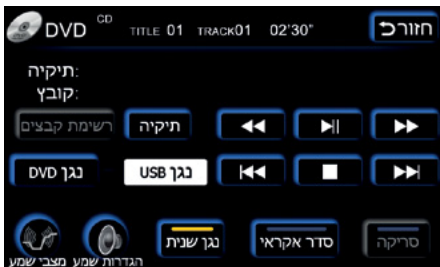 DVD CD TITLE 01 TRACK01 02'30" חזור
תיקיה:
קובץ:
רשימת קבצים תיקיה
נגן DVD נגן USB
נגן שנית סדר אקראי סריקה
מצבי שמע הגדרות שמע